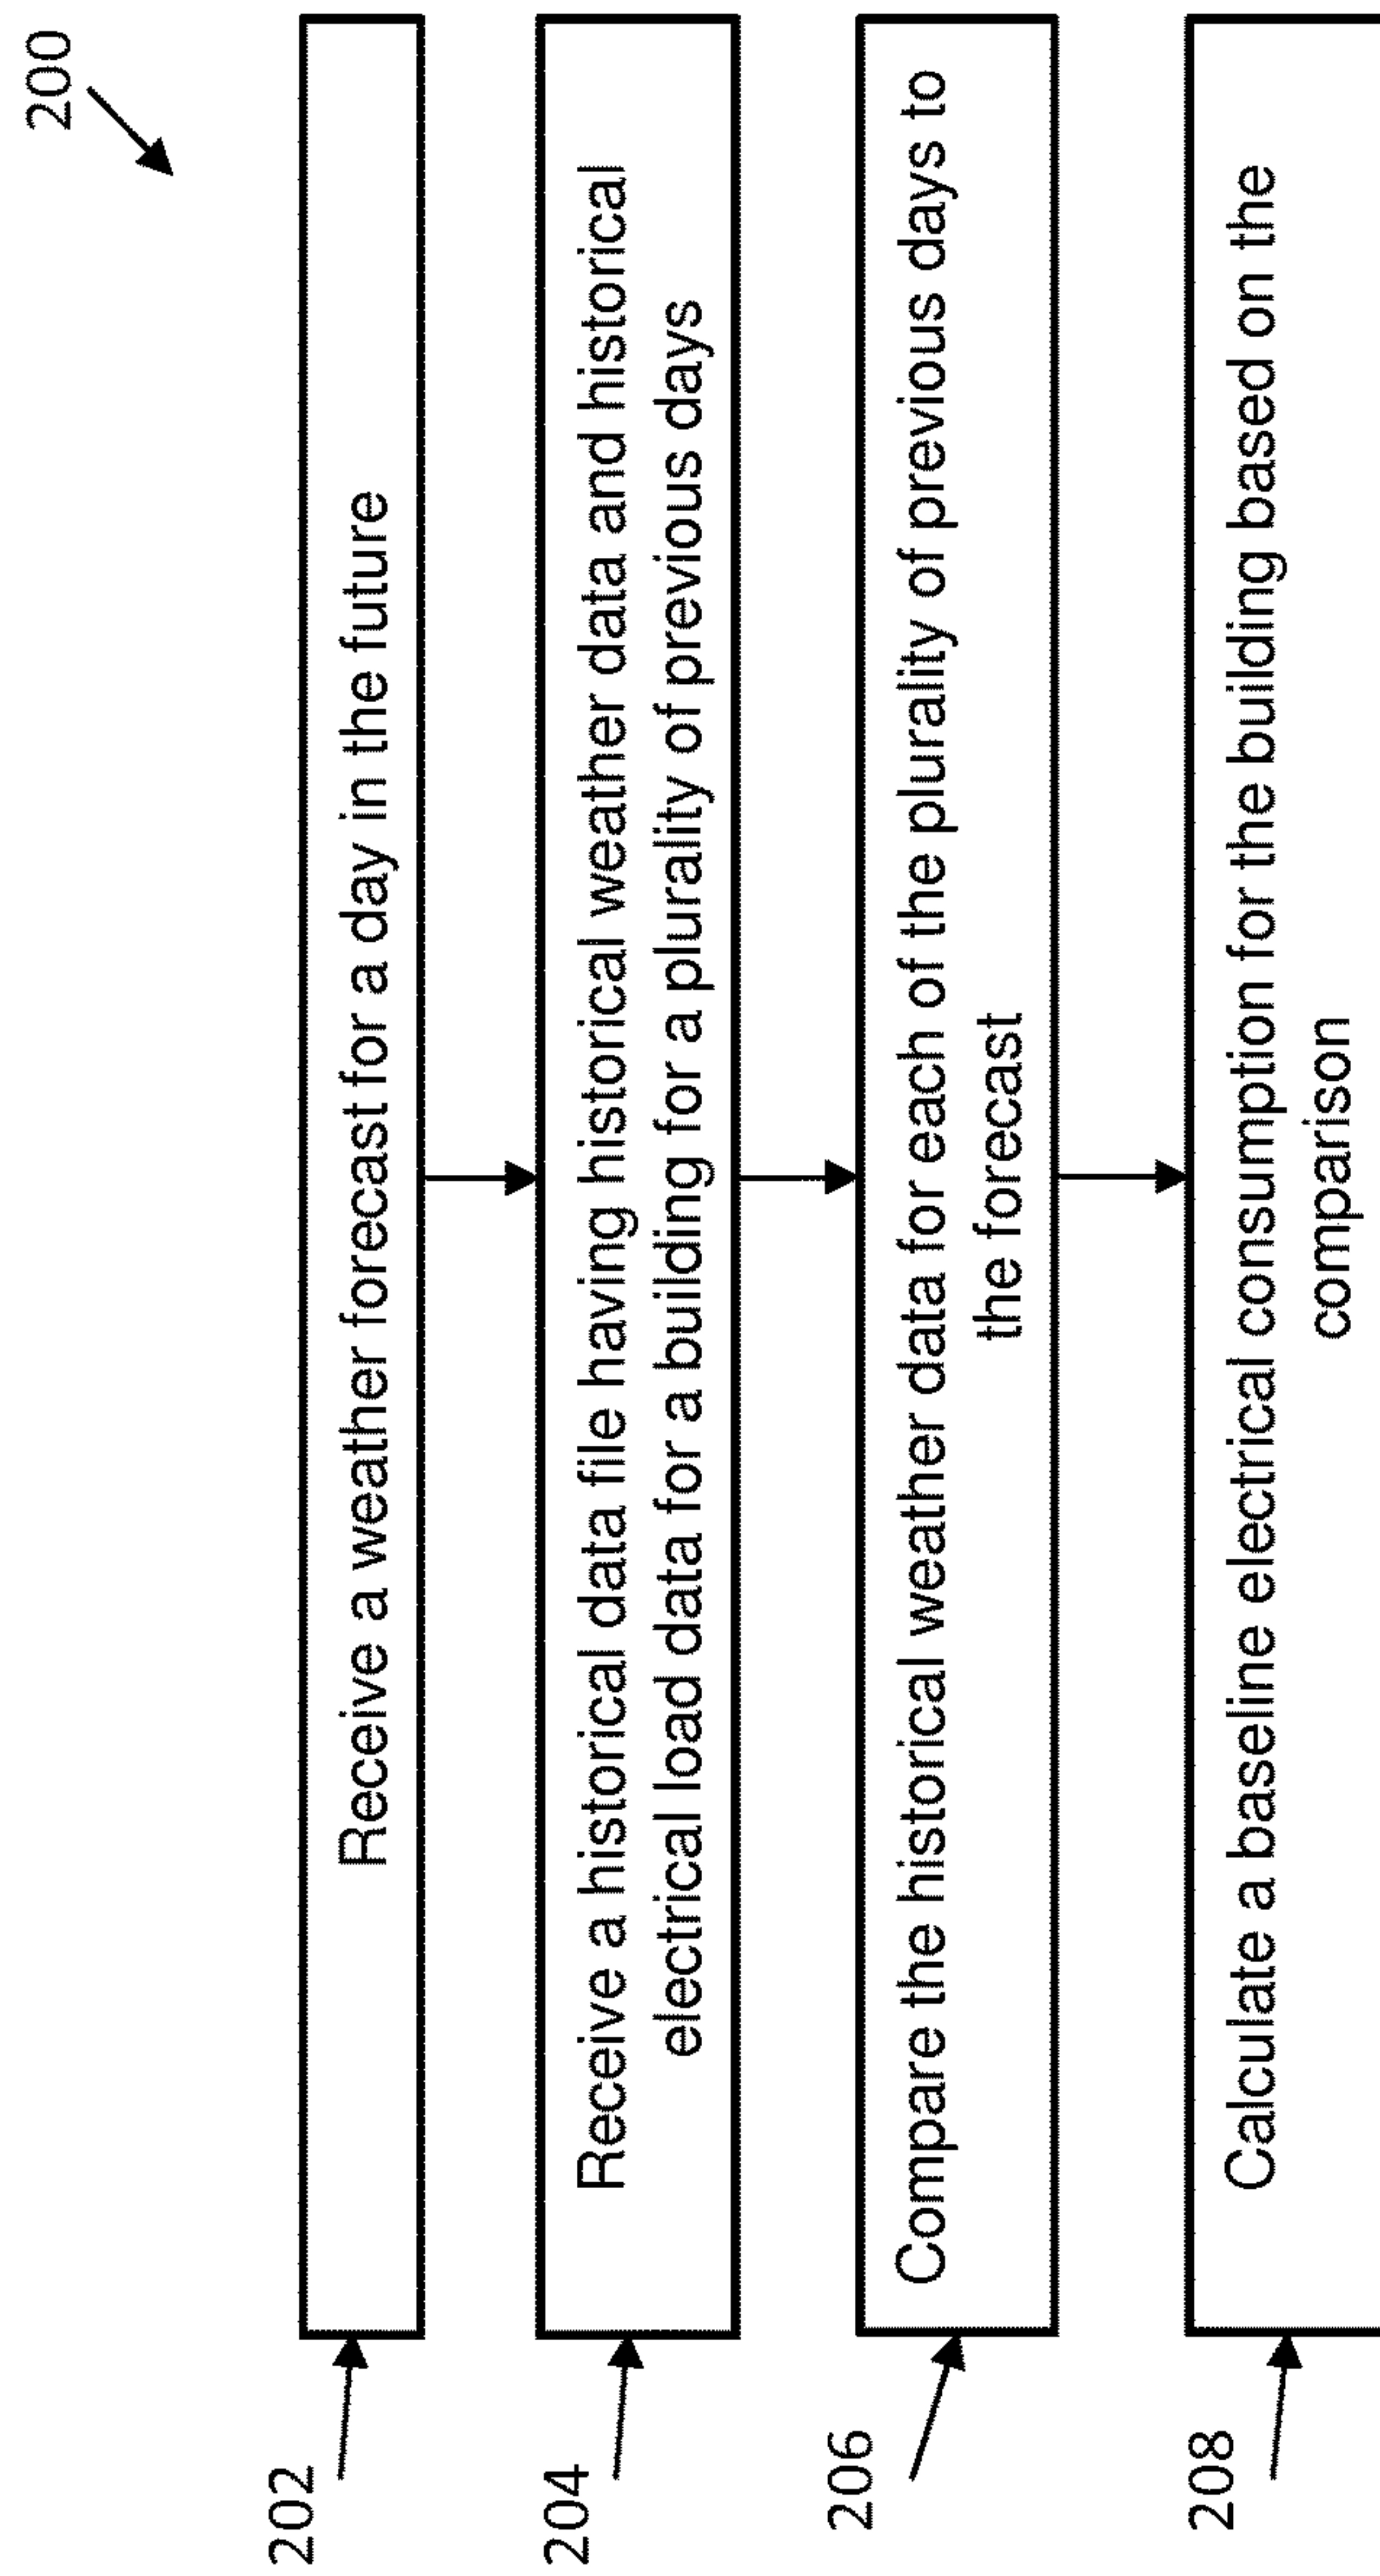 200
202
Receive a weather forecast for a day in the future
204
Receive a historical data file having historical weather data and historical
electrical load data for a building for a plurality of previous days
206
Compare the historical weather data for each of the plurality of previous days to
the forecast
208
Calculate a baseline electrical consumption for the building based on the
comparison